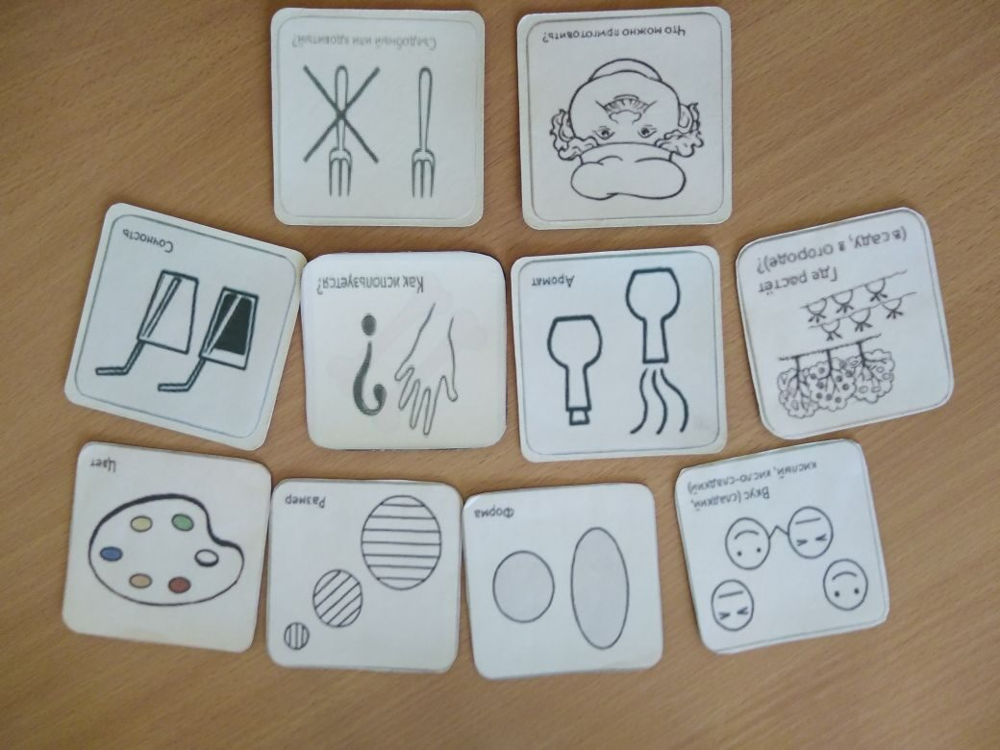 Вкус (сладкий,
кислый, кисло-сладкий)
Форма
Размер
Цвет
Где растёт
(в саду, в огороде)?
Аромат
Как используется?
Сочность
Что можно приготовить?
Съедобный или ядовитый?